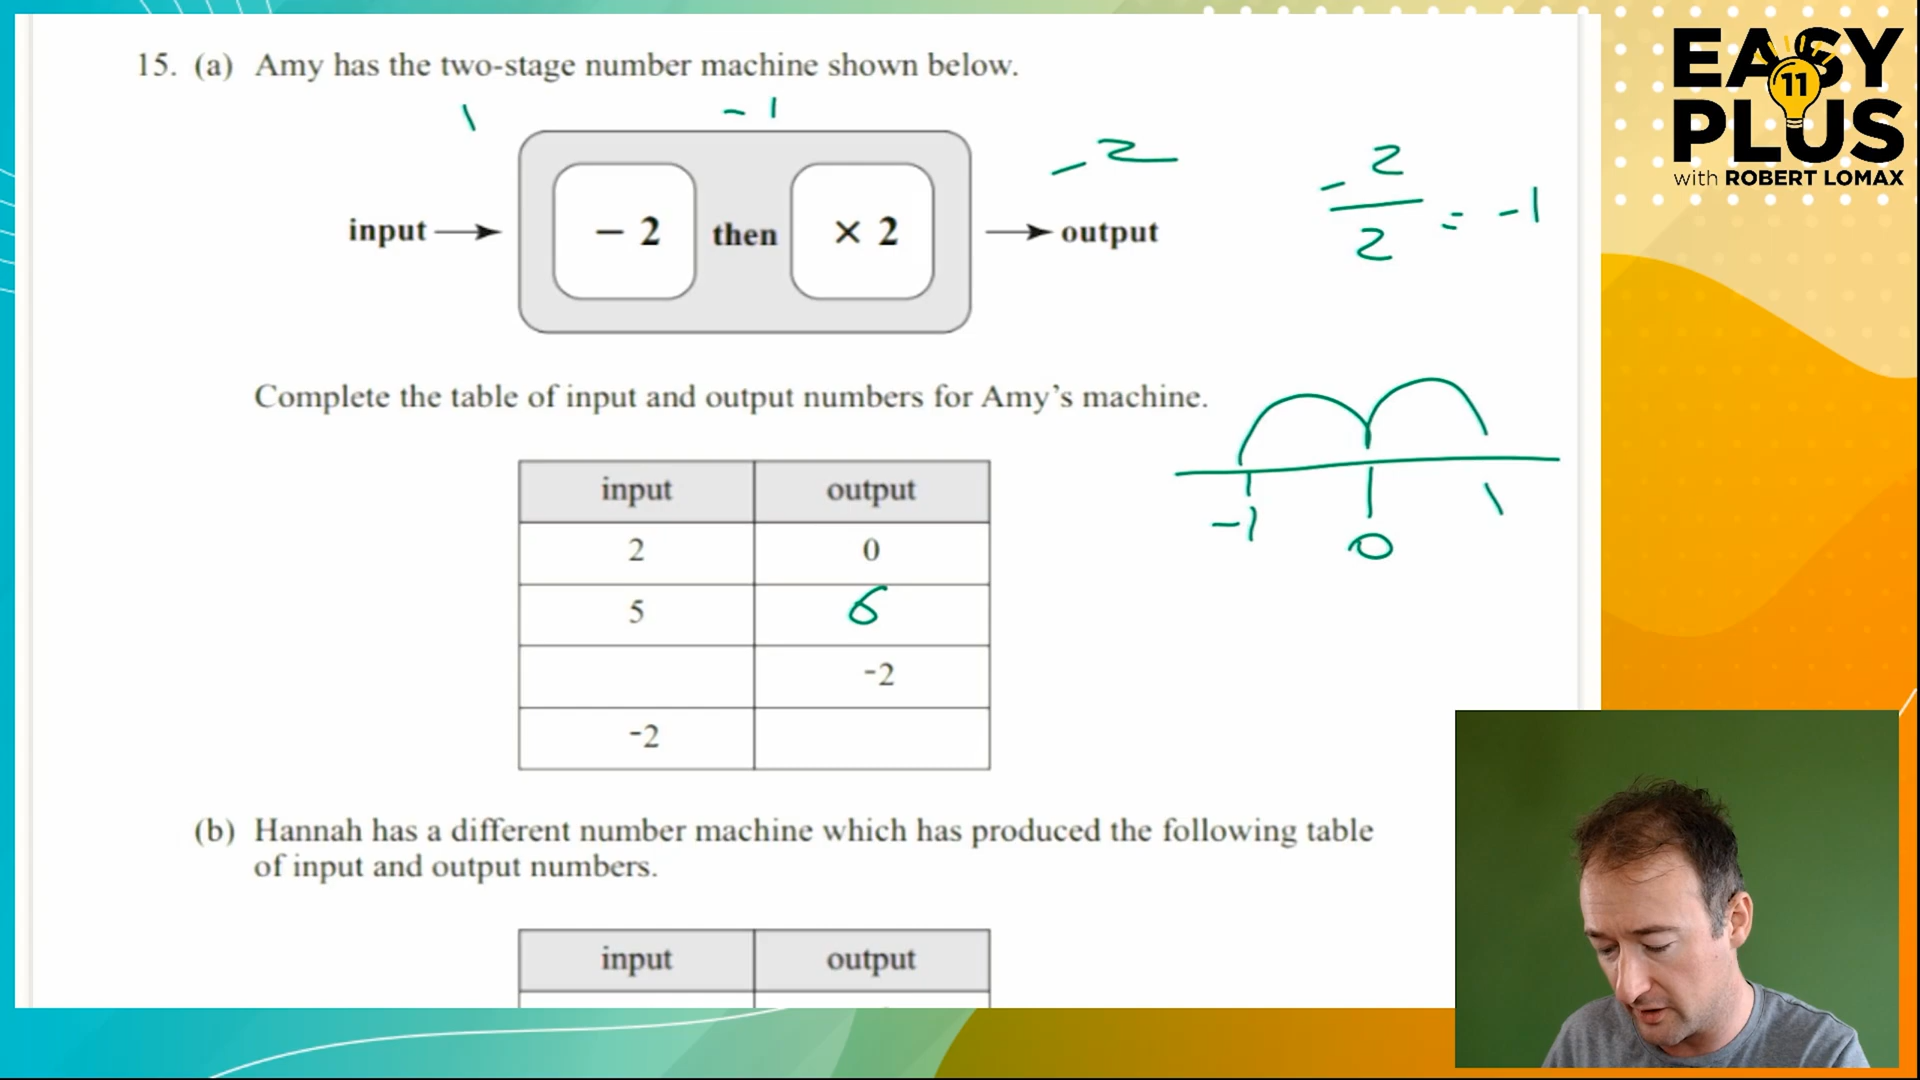 15. (a) Amy has the two-stage number machine shown below.
1 -1 -2
input → - 2 then × 2 → output
-2/2 = -1
Complete the table of input and output numbers for Amy's machine.
-1 0 1
input output
2 0
5 6
-2
-2
(b) Hannah has a different number machine which has produced the following table
of input and output numbers.
input output
EASY
11
PLUS
with ROBERT LOMAX